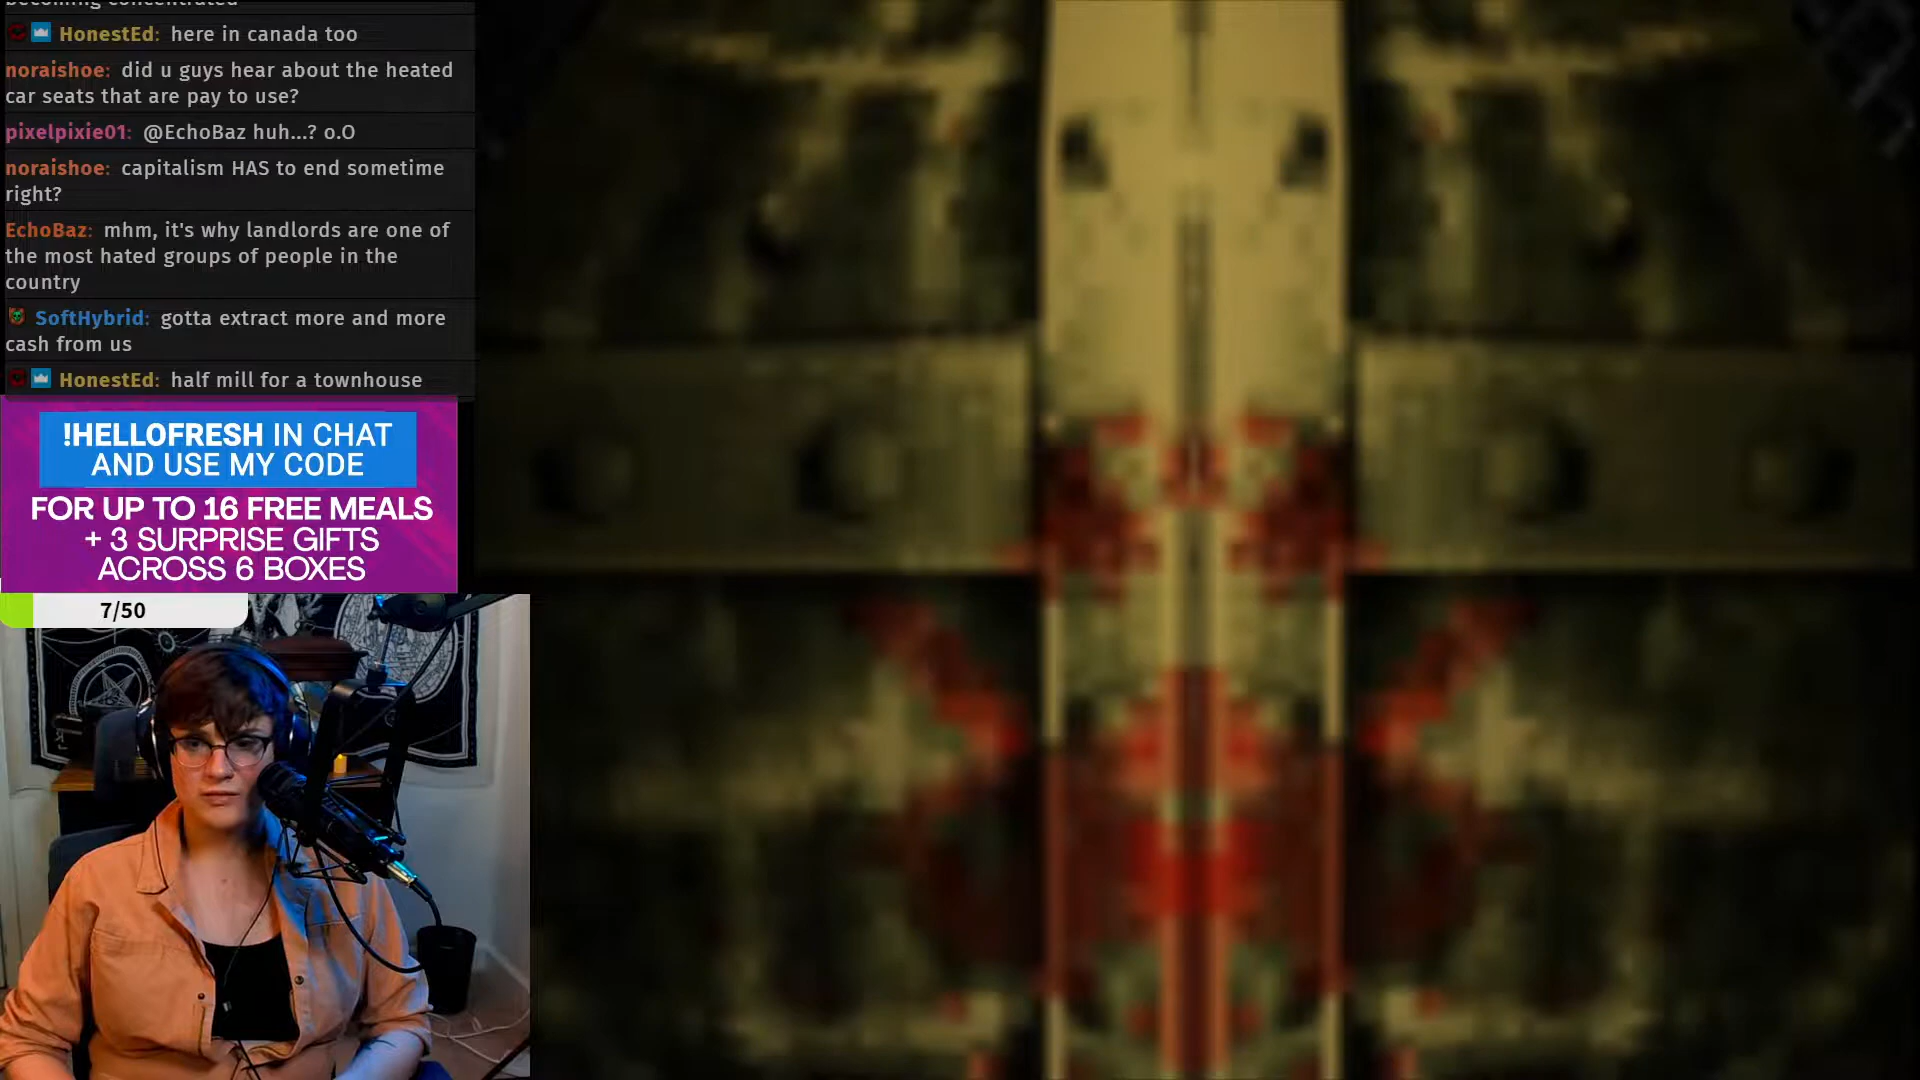 becoming concentrated
HonestEd: here in canada too
noraishoe: did u guys hear about the heated
car seats that are pay to use?
pixelpixie01: @EchoBaz huh...? o.O
noraishoe: capitalism HAS to end sometime
right?
EchoBaz: mhm, it's why landlords are one of
the most hated groups of people in the
country
SoftHybrid: gotta extract more and more
cash from us
HonestEd: half mill for a townhouse
!HELLOFRESH IN CHAT
AND USE MY CODE
FOR UP TO 16 FREE MEALS
+ 3 SURPRISE GIFTS
ACROSS 6 BOXES
7/50